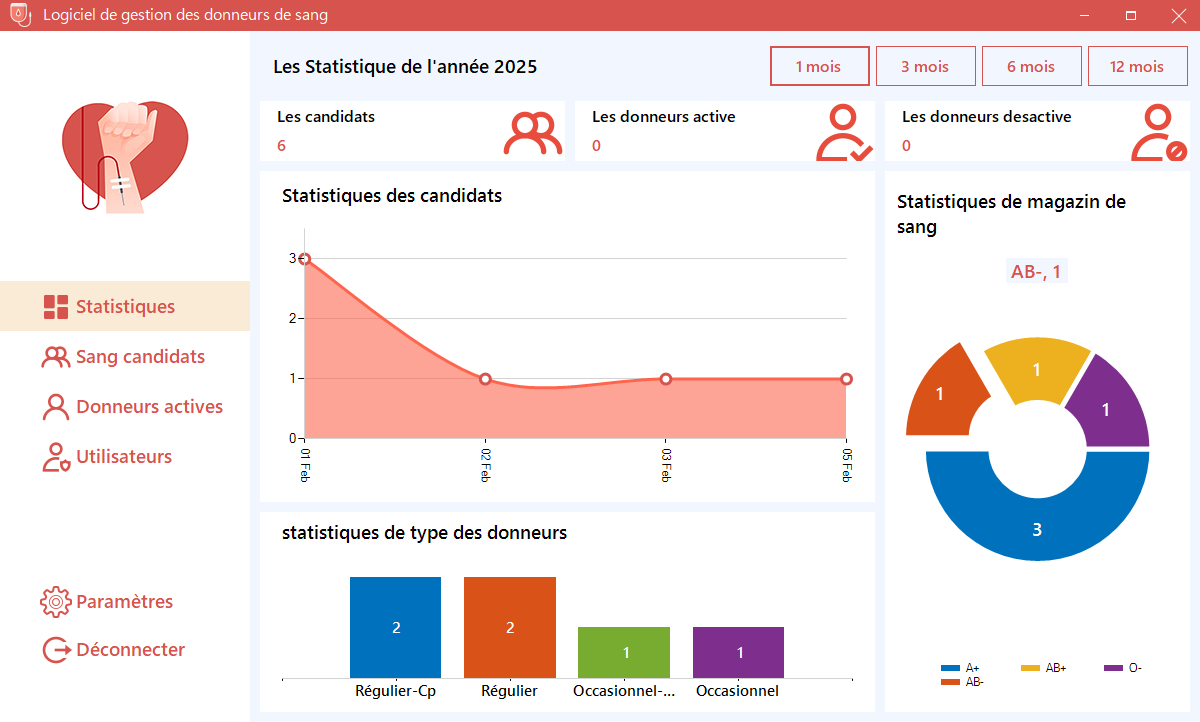 Logiciel de gestion des donneurs de sang
Les Statistique de l'année 2025
1 mois
3 mois
6 mois
12 mois
Les candidats
6
Les donneurs active
0
Les donneurs desactive
0
Statistiques
Sang candidats
Donneurs actives
Utilisateurs
Paramètres
Déconnecter
Statistiques des candidats
3
2
1
0
01 Feb
02 Feb
03 Feb
05 Feb
statistiques de type des donneurs
2
2
1
1
Régulier-Cp
Régulier
Occasionnel-...
Occasionnel
Statistiques de magazin de
sang
AB-, 1
1
1
1
3
A+
AB+
O-
AB-